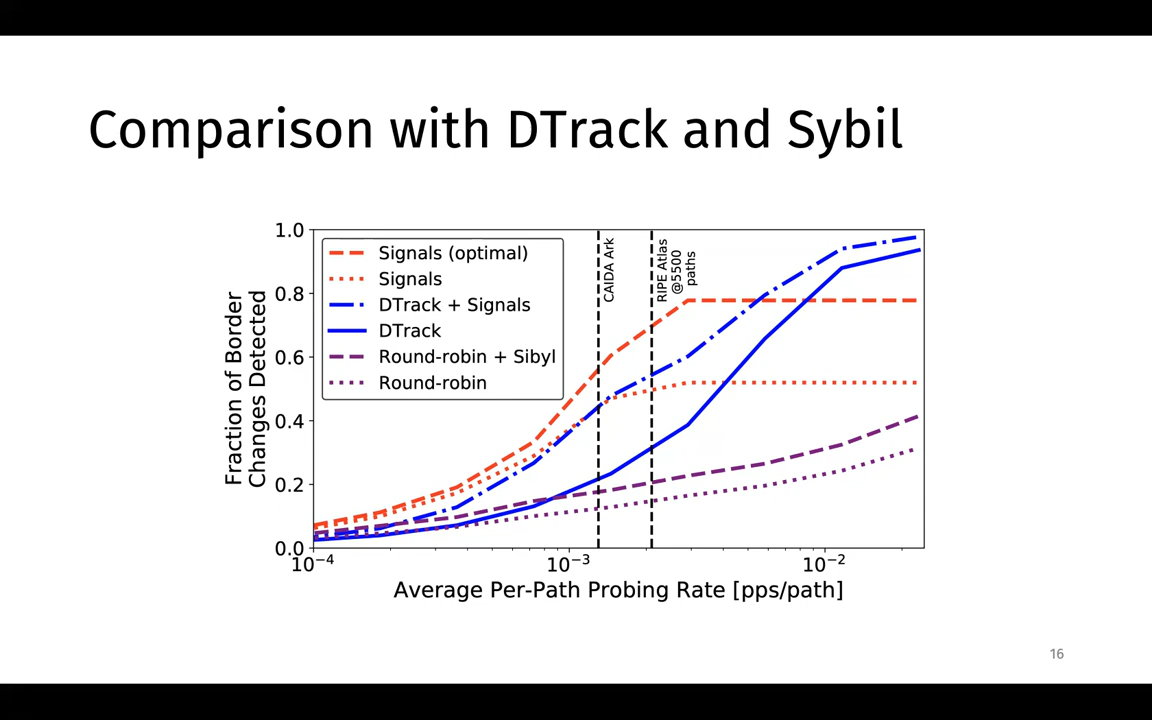 Comparison with DTrack and Sybil
Signals (optimal)
Signals
DTrack + Signals
DTrack
Round-robin + Sibyl
Round-robin
CAIDA Ark
RIPE Atlas
@5500
paths
Fraction of Border
Changes Detected
1.0
0.8
0.6
0.4
0.2
0.0
10⁻⁴
10⁻³
10⁻²
Average Per-Path Probing Rate [pps/path]
16